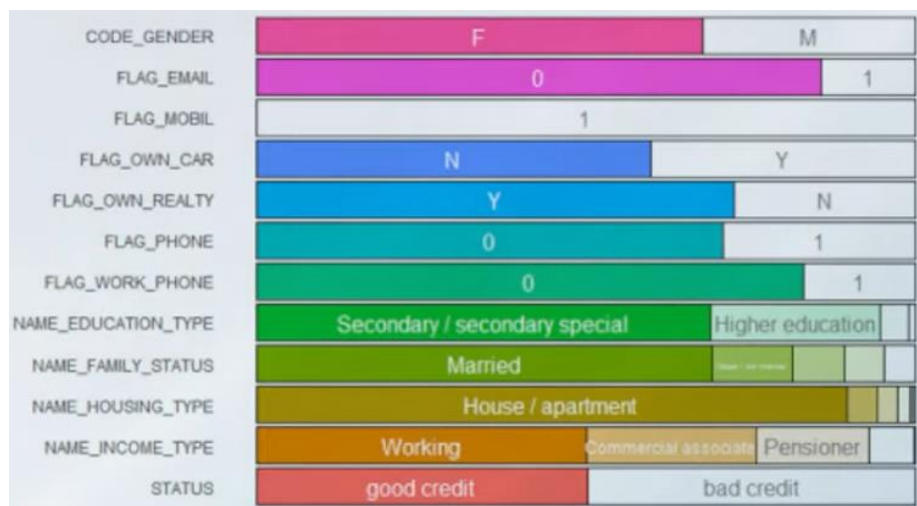 CODE_GENDER F M
FLAG_EMAIL 0 1
FLAG_MOBIL 1
FLAG_OWN_CAR N Y
FLAG_OWN_REALTY Y N
FLAG_PHONE 0 1
FLAG_WORK_PHONE 0 1
NAME_EDUCATION_TYPE Secondary / secondary special Higher education
NAME_FAMILY_STATUS Married
NAME_HOUSING_TYPE House / apartment
NAME_INCOME_TYPE Working Commercial associate Pensioner
STATUS good credit bad credit